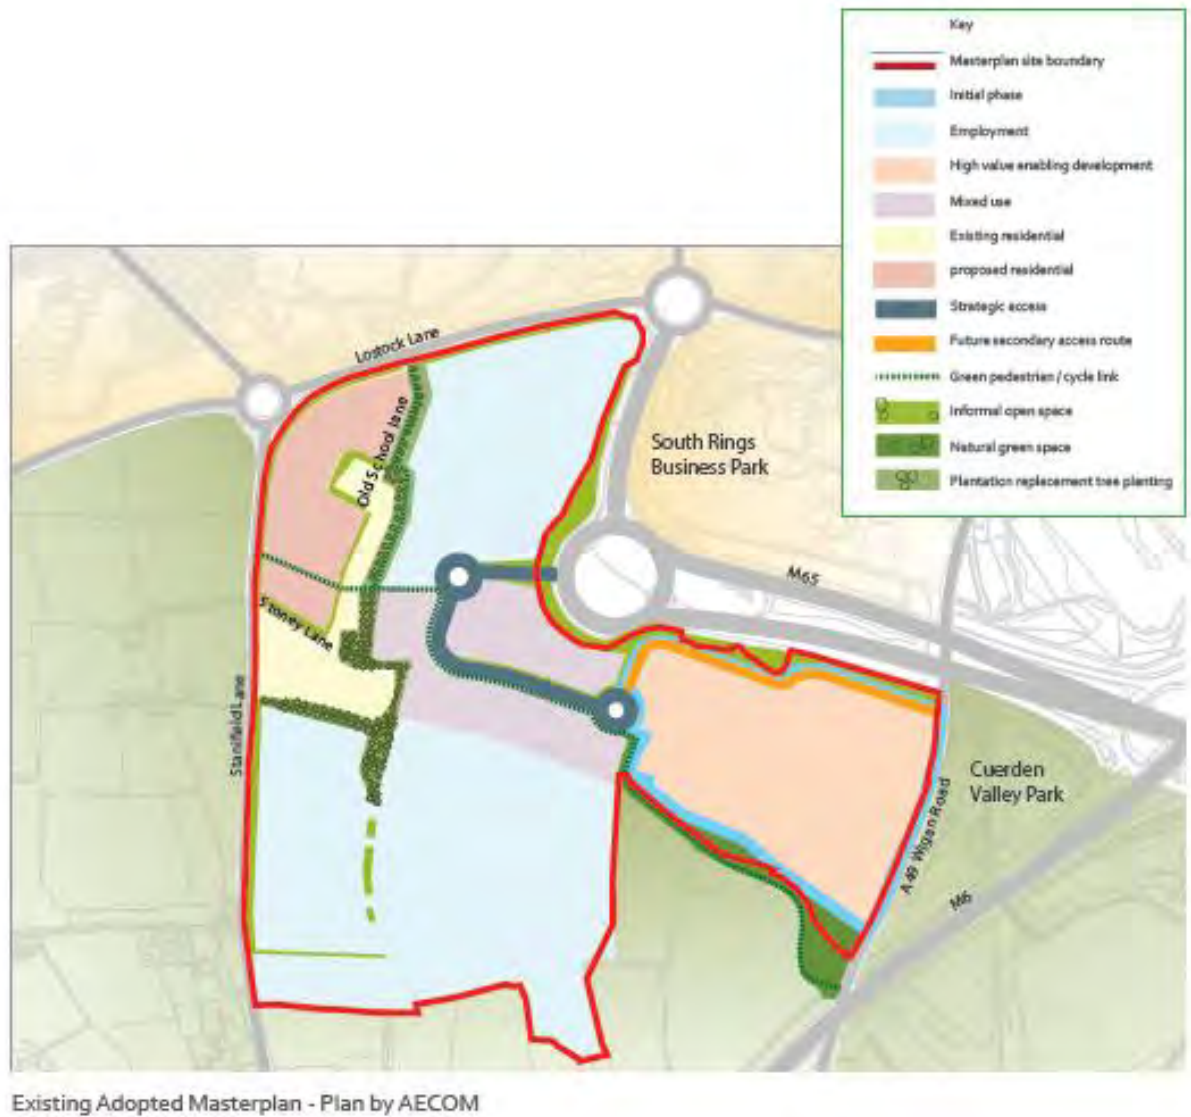 Key
Masterplan site boundary
Initial phase
Employment
High value enabling development
Mixed use
Existing residential
proposed residential
Strategic access
Future secondary access route
Green pedestrian / cycle link
Informal open space
Natural green space
Plantation replacement tree planting
Lostock Lane
Old School lane
South Rings
Business Park
M65
Stoney Lane
Stanifield Lane
Cuerden
Valley Park
A49 Wigan Road
M6
Existing Adopted Masterplan - Plan by AECOM